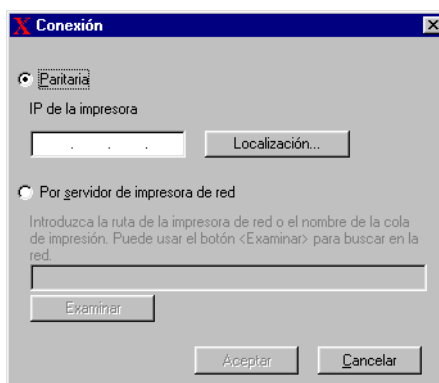 Conexión
Paritaria
IP de la impresora
. . .
Localización...
Por servidor de impresora de red
Introduzca la ruta de la impresora de red o el nombre de la cola
de impresión. Puede usar el botón <Examinar> para buscar en la
red.
Examinar
Aceptar
Cancelar